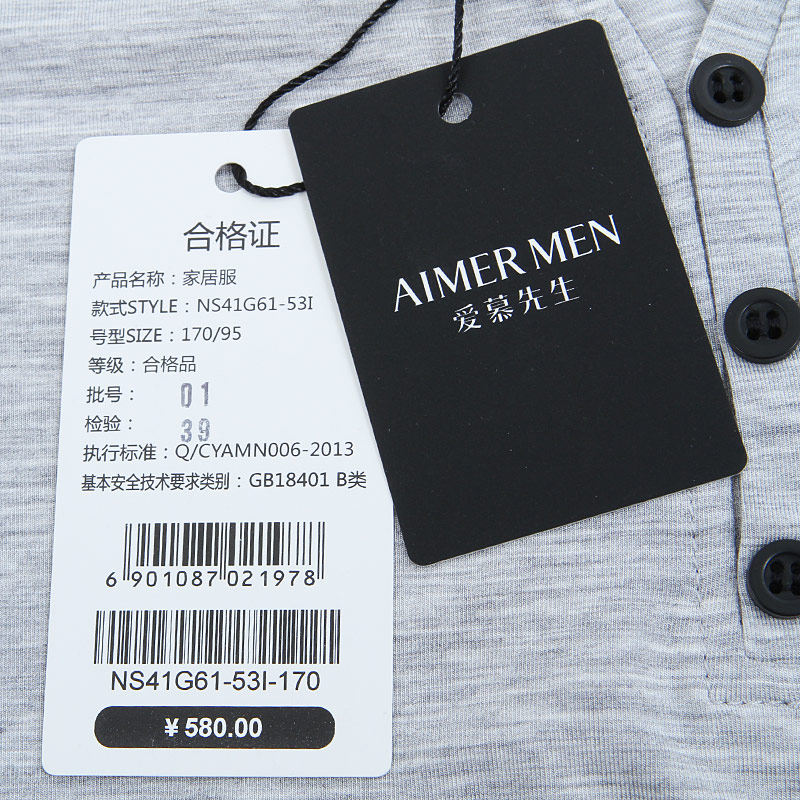 合格证
产品名称：家居服
款式STYLE：NS41G61-53I
号型SIZE：170/95
等级：合格品
批号： 01
检验： 39
执行标准：Q/CYAMN006-2013
基本安全技术要求类别：GB18401 B类
6 901087 021978
NS41G61-53I-170
¥ 580.00
AIMER MEN
爱慕先生